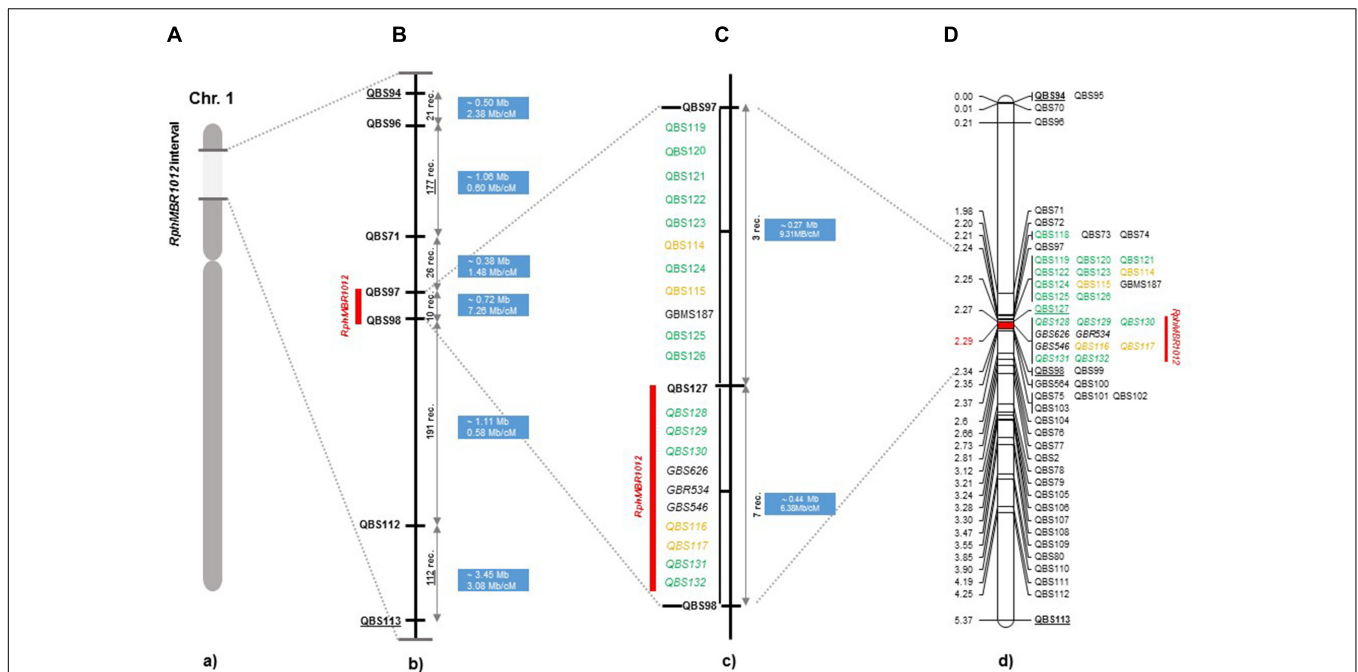 A
B
C
D
Chr. 1
RphMBR1012 interval
a)
QBS94
QBS96
QBS71
QBS97
QBS98
QBS112
QBS113
21 rec.
177 rec.
26 rec.
10 rec.
191 rec.
112 rec.
~ 0.50 Mb
2.38 Mb/cM
~ 1.06 Mb
0.60 Mb/cM
~ 0.38 Mb
1.48 Mb/cM
~ 0.72 Mb
7.26 Mb/cM
~ 1.11 Mb
0.58 Mb/cM
~ 3.45 Mb
3.08 Mb/cM
RphMBR1012
b)
QBS97
QBS119
QBS120
QBS121
QBS122
QBS123
QBS114
QBS124
QBS115
GBMS187
QBS125
QBS126
QBS127
QBS128
QBS129
QBS130
GBS626
GBR534
GBS546
QBS116
QBS117
QBS131
QBS132
QBS98
RphMBR1012
3 rec.
7 rec.
~ 0.27 Mb
9.31MB/cM
~ 0.44 Mb
6.38Mb/cM
c)
0.00 QBS94 QBS95
0.01 QBS70
0.21 QBS96
1.98 QBS71
2.20 QBS72
2.21 QBS118 QBS73 QBS74
2.24 QBS97
QBS119 QBS120 QBS121
QBS122 QBS123 QBS114
2.25 QBS124 QBS115 GBMS187
QBS125 QBS126
2.27 QBS127
QBS128 QBS129 QBS130
GBS626 GBR534
2.29 GBS546 QBS116 QBS117
QBS131 QBS132
RphMBR1012
2.34 QBS98 QBS99
2.35 GBS564 QBS100
2.37 QBS75 QBS101 QBS102
QBS103
2.6 QBS104
2.66 QBS76
2.73 QBS77
2.81 QBS2
3.12 QBS78
3.21 QBS79
3.24 QBS105
3.28 QBS106
3.30 QBS107
3.47 QBS108
3.55 QBS109
3.85 QBS80
3.90 QBS110
4.19 QBS111
4.25 QBS112
5.37 QBS113
d)